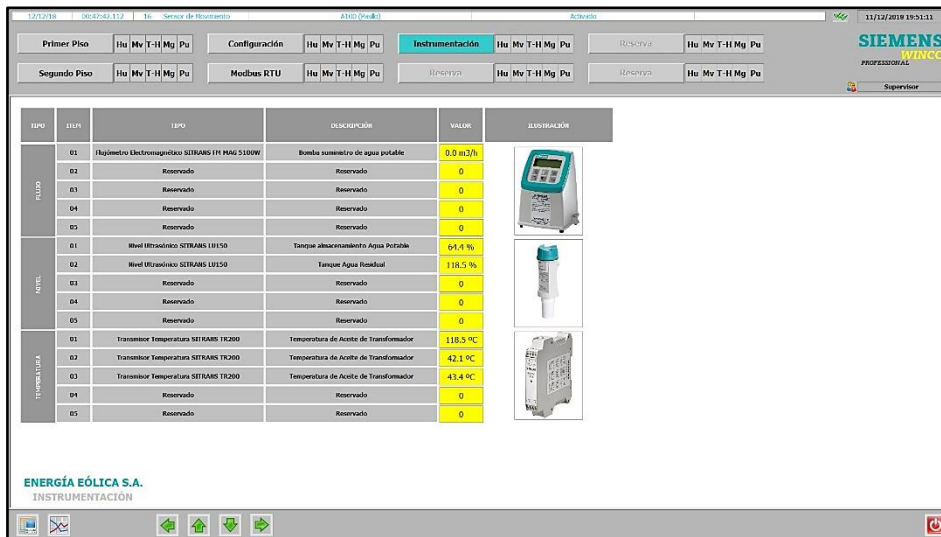 12/12/18 00:47:42.112 16 Sensor de Movimiento A100 (Pasillo) Activado
11/12/2018 19:51:11
Primer Piso Hu Mv T-H Mg Pu Configuración Hu Mv T-H Mg Pu Instrumentación Hu Mv T-H Mg Pu Reserva Hu Mv T-H Mg Pu
SIEMENS
WINCC
PROFESSIONAL
Segundo Piso Hu Mv T-H Mg Pu Modbus RTU Hu Mv T-H Mg Pu Reserva Hu Mv T-H Mg Pu Reserva Hu Mv T-H Mg Pu
Supervisor
TIPO ITEM TIPO DESCRIPCIÓN VALOR ILUSTRACIÓN
FLUJO
01 Flujómetro Electromagnético SITRANS FM MAG 5100W Bomba suministro de agua potable 0.0 m3/h
02 Reservado Reservado 0
03 Reservado Reservado 0
04 Reservado Reservado 0
05 Reservado Reservado 0
NIVEL
01 Nivel Ultrasónico SITRANS LU150 Tanque almacenamiento Agua Potable 64.4 %
02 Nivel Ultrasónico SITRANS LU150 Tanque Agua Residual 118.5 %
03 Reservado Reservado 0
04 Reservado Reservado 0
05 Reservado Reservado 0
TEMPERATURA
01 Transmisor Temperatura SITRANS TR200 Temperatura de Aceite de Transformador 118.5 ºC
02 Transmisor Temperatura SITRANS TR200 Temperatura de Aceite de Transformador 42.1 ºC
03 Transmisor Temperatura SITRANS TR200 Temperatura de Aceite de Transformador 43.4 ºC
04 Reservado Reservado 0
05 Reservado Reservado 0
ENERGÍA EÓLICA S.A.
INSTRUMENTACIÓN